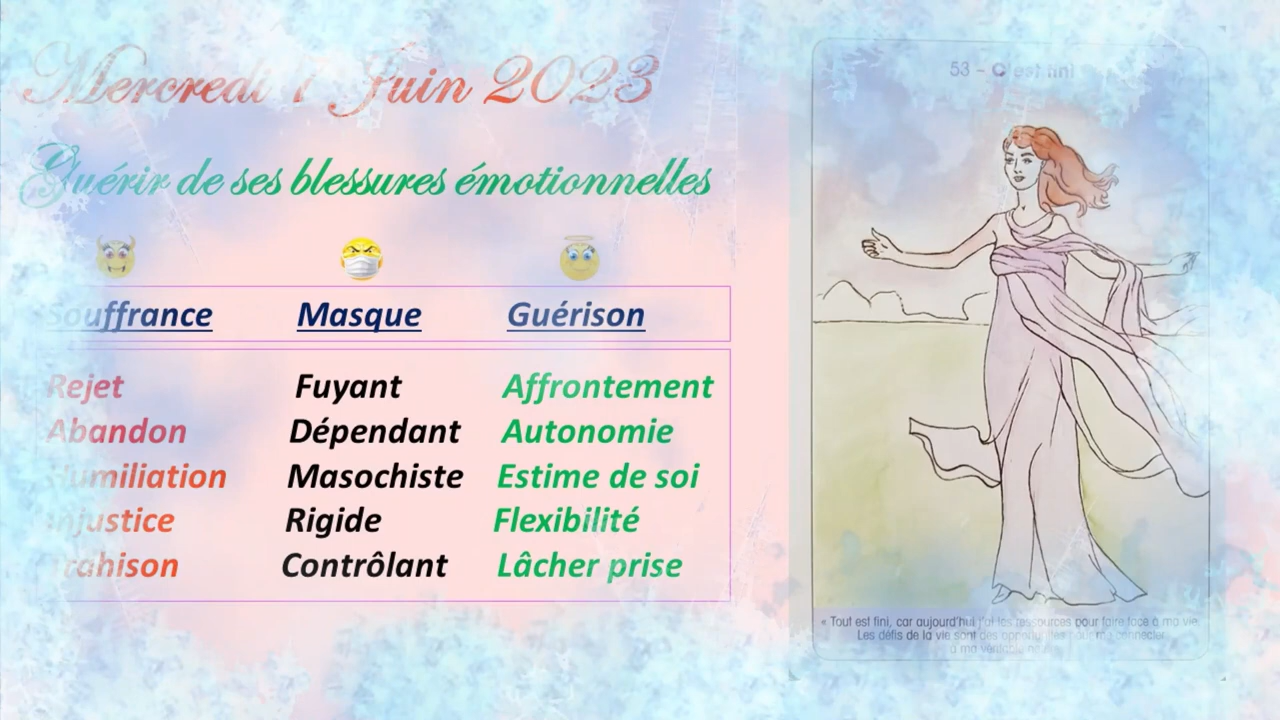 Mercredi 7 Juin 2023
Guérir de ses blessures émotionnelles
Souffrance Masque Guérison
Rejet Fuyant Affrontement
Abandon Dépendant Autonomie
Humiliation Masochiste Estime de soi
Injustice Rigide Flexibilité
Trahison Contrôlant Lâcher prise
53 - C'est fini
« Tout est fini, car aujourd'hui j'ai les ressources pour faire face à ma vie.
Les défis de la vie sont des opportunités pour me connecter
à ma véritable